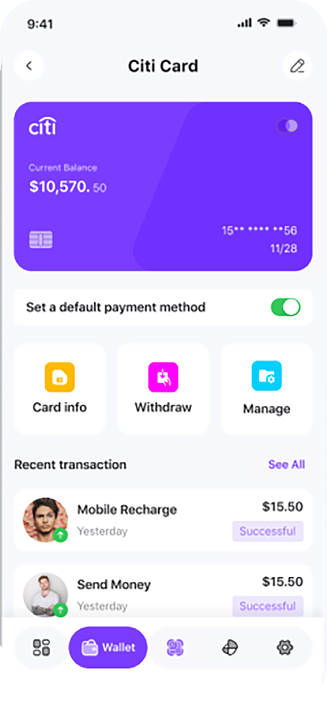 9:41
Citi Card
citi
Current Balance
$10,570. 50
15** **** **56
11/28
Set a default payment method
Card info
Withdraw
Manage
Recent transaction
See All
Mobile Recharge
$15.50
Yesterday
Successful
Send Money
$15.50
Yesterday
Successful
Wallet